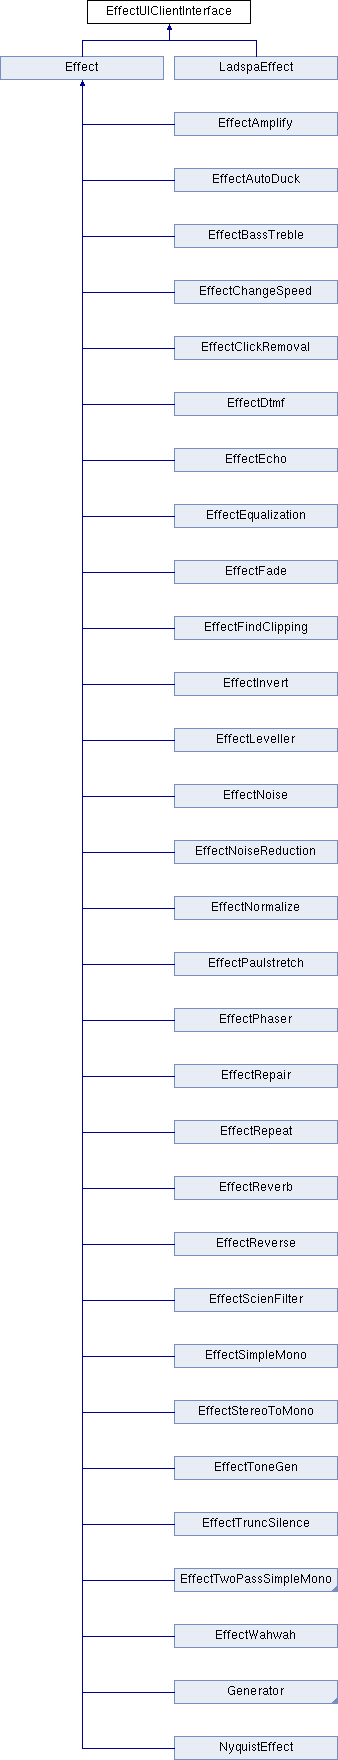 EffectUIClientInterface
Effect
LadspaEffect
EffectAmplify
EffectAutoDuck
EffectBassTreble
EffectChangeSpeed
EffectClickRemoval
EffectDtmf
EffectEcho
EffectEqualization
EffectFade
EffectFindClipping
EffectInvert
EffectLeveller
EffectNoise
EffectNoiseReduction
EffectNormalize
EffectPaulstretch
EffectPhaser
EffectRepair
EffectRepeat
EffectReverb
EffectReverse
EffectScienFilter
EffectSimpleMono
EffectStereoToMono
EffectToneGen
EffectTruncSilence
EffectTwoPassSimpleMono
EffectWahwah
Generator
NyquistEffect